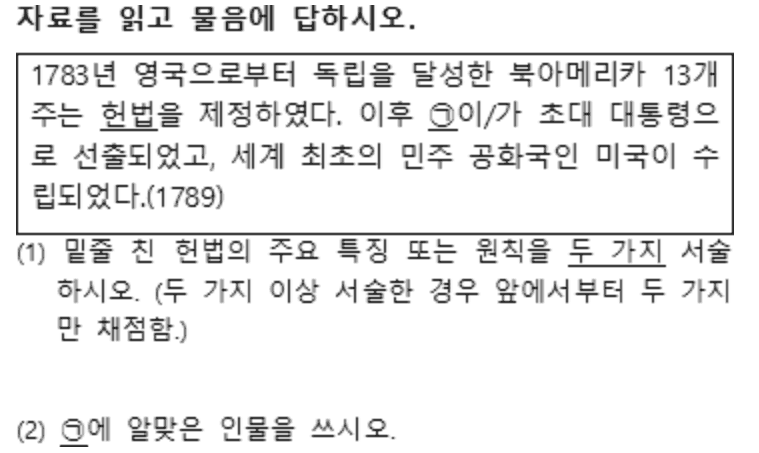 자료를 읽고 물음에 답하시오.
1783년 영국으로부터 독립을 달성한 북아메리카 13개
주는 헌법을 제정하였다. 이후 ㉠이/가 초대 대통령으
로 선출되었고, 세계 최초의 민주 공화국인 미국이 수
립되었다.(1789)
(1) 밑줄 친 헌법의 주요 특징 또는 원칙을 두 가지 서술
하시오. (두 가지 이상 서술한 경우 앞에서부터 두 가지
만 채점함.)
(2) ㉠에 알맞은 인물을 쓰시오.